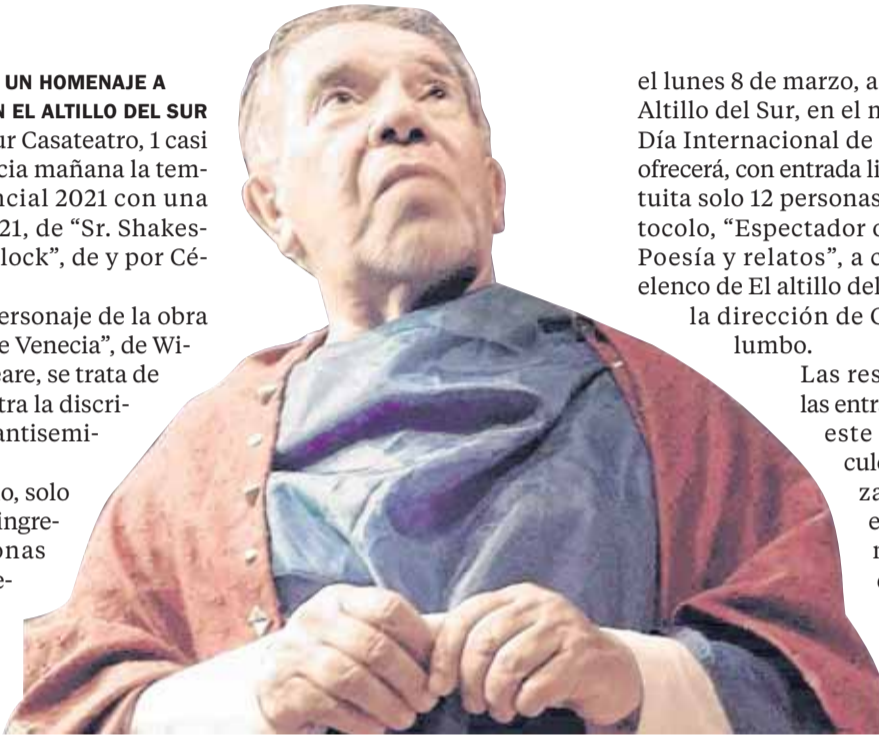 UN HOMENAJE A
EL ALTILLO DEL SUR
Casateatro, 1 casi
mañana la tem-
2021 con una
21, de “Sr. Shakes-
lock”, de y por Cé-
ersonaje de la obra
e Venecia”, de Wi-
eare, se trata de
tra la discri-
antisemi-
o, solo
ingre-
onas
e-
el lunes 8 de marzo, a
Altillo del Sur, en el
Día Internacional de
ofrecerá, con entrada li
tuita solo 12 personas
tocolo, “Espectador
Poesía y relatos”, a c
elenco de El altillo del
la dirección de
lumbo.
Las res
las entr
este
culo
za
e